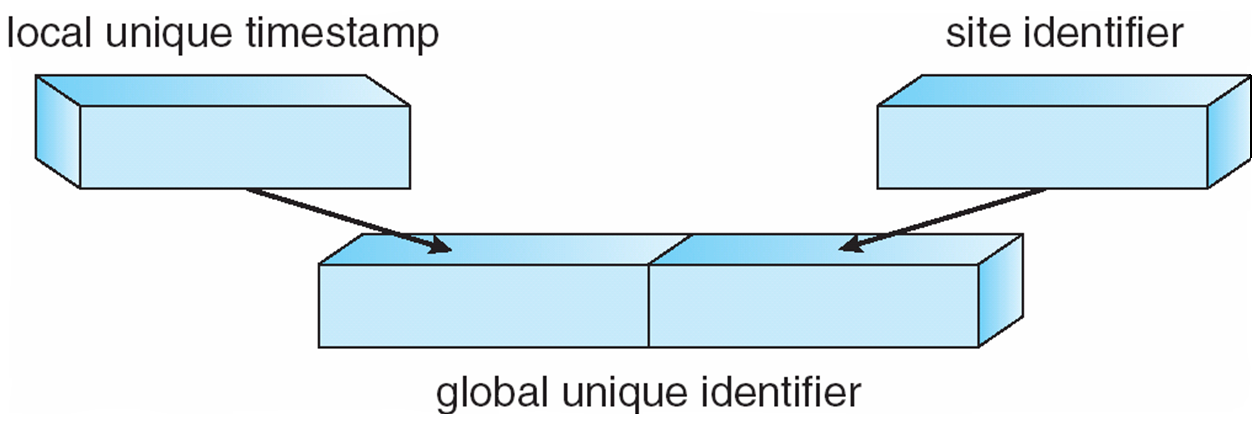 local unique timestamp
site identifier
global unique identifier